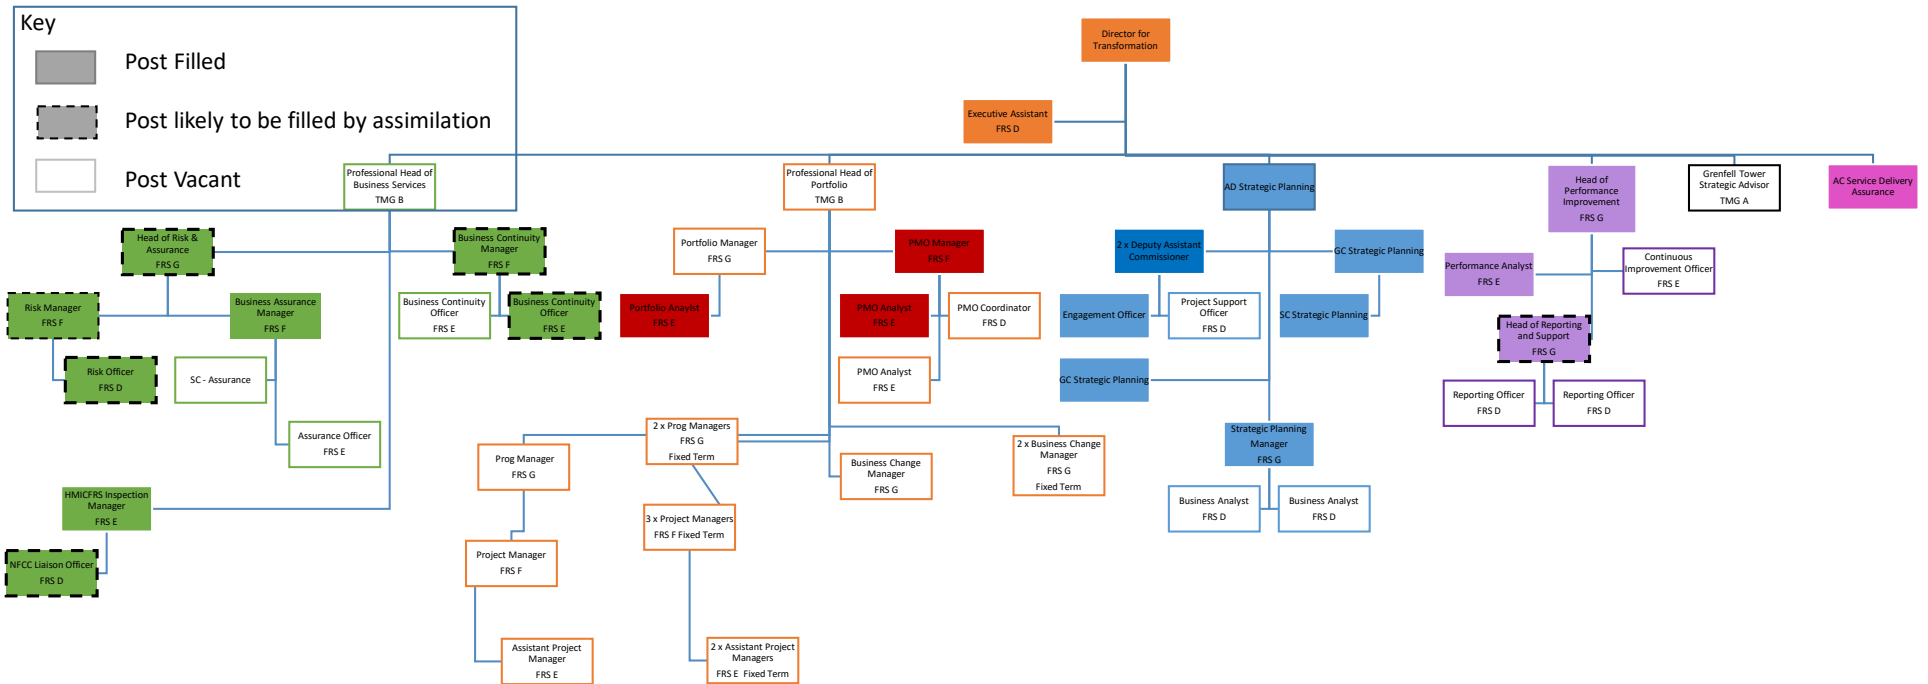 Key
Post Filled
Post likely to be filled by assimilation
Post Vacant
Director for
Transformation
Executive Assistant
FRS D
Professional Head of
Business Services
TMG B
Professional Head of
Portfolio
TMG B
AD Strategic Planning
Head of
Performance
Improvement
FRS G
Grenfell Tower
Strategic Advisor
TMG A
AC Service Delivery
Assurance
Head of Risk &
Assurance
FRS G
Business Continuity
Manager
FRS F
Risk Manager
FRS F
Business Assurance
Manager
FRS F
Business Continuity
Officer
FRS E
Business Continuity
Officer
FRS E
Risk Officer
FRS D
SC - Assurance
Assurance Officer
FRS E
HMICFRS Inspection
Manager
FRS E
NFCC Liaison Officer
FRS D
Portfolio Manager
FRS G
PMO Manager
FRS E
Portfolio Anaylst
FRS E
PMO Analyst
FRS E
PMO Coordinator
FRS D
PMO Analyst
FRS E
2 x Prog Managers
FRS G
Fixed Term
Prog Manager
FRS G
Business Change
Manager
FRS G
2 x Business Change
Manager
FRS G
Fixed Term
3 x Project Managers
FRS F Fixed Term
Project Manager
FRS F
Assistant Project
Manager
FRS E
2 x Assistant Project
Managers
FRS E Fixed Term
2 x Deputy Assistant
Commissioner
GC Strategic Planning
Engagement Officer
Project Support
Officer
FRS D
SC Strategic Planning
GC Strategic Planning
Strategic Planning
Manager
FRS G
Business Analyst
FRS D
Business Analyst
FRS D
Performance Analyst
FRS E
Continuous
Improvement Officer
FRS E
Head of Reporting
and Support
FRS G
Reporting Officer
FRS D
Reporting Officer
FRS D